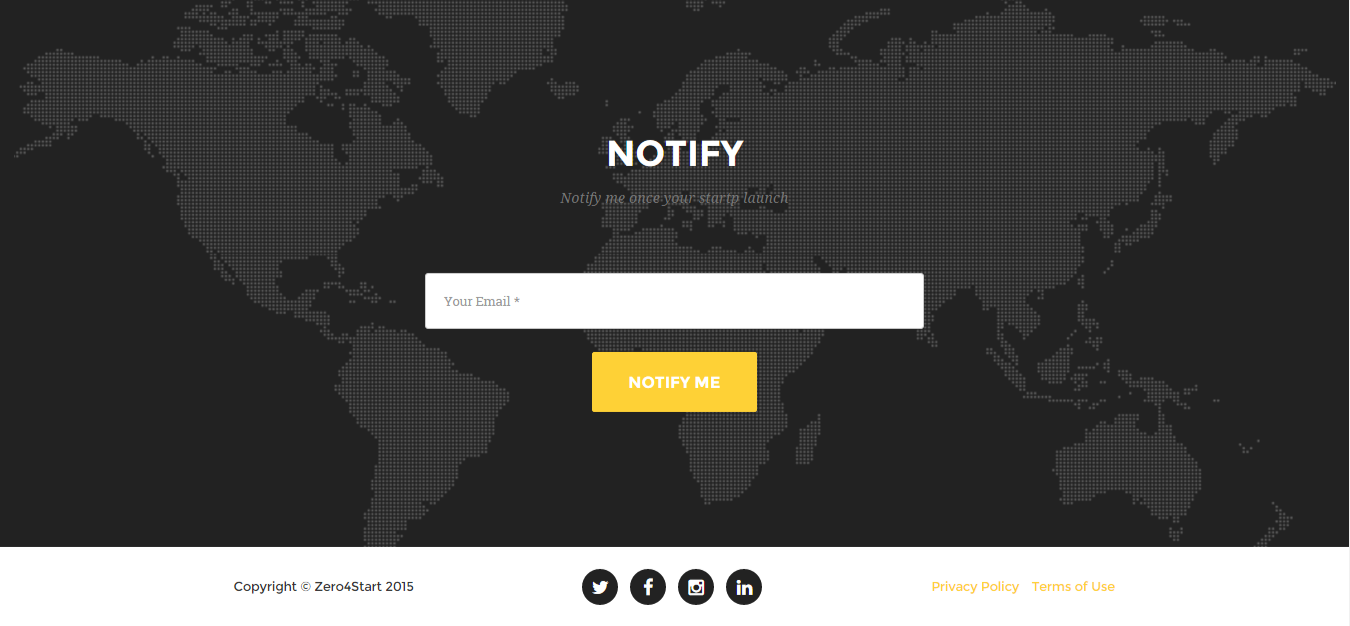 NOTIFY
Notify me once your startp launch
Your Email *
NOTIFY ME
Copyright © Zero4Start 2015
Privacy Policy Terms of Use